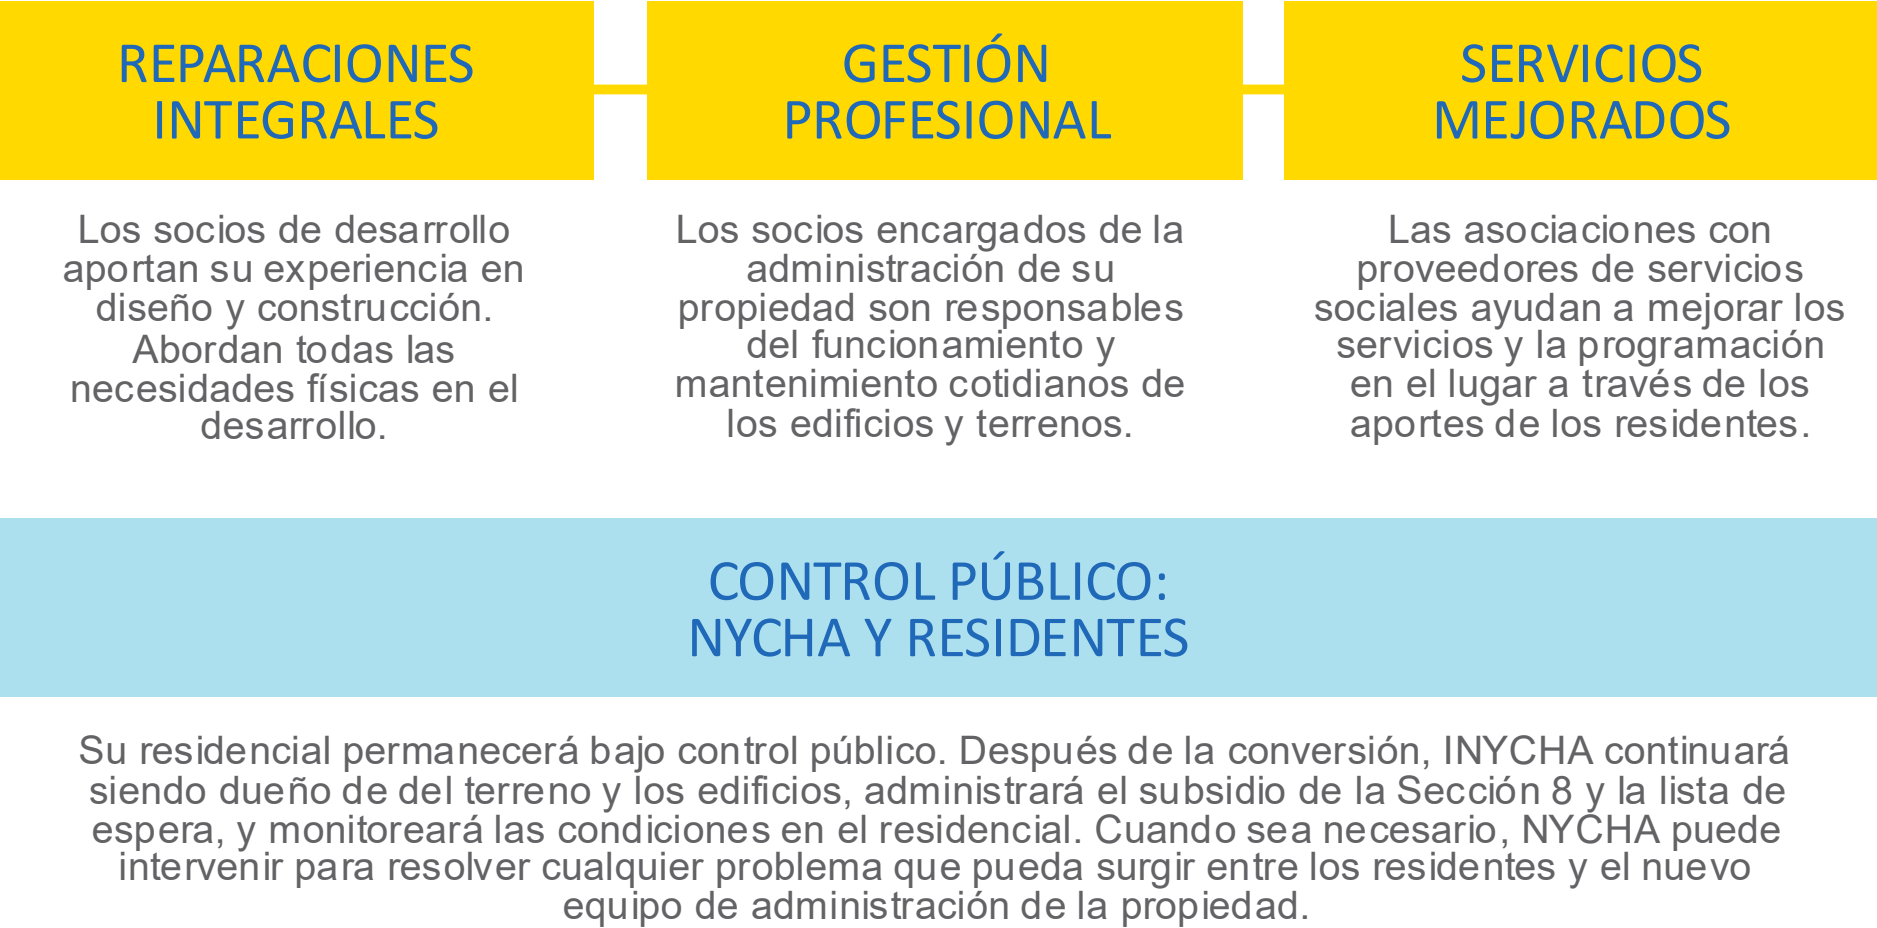 REPARACIONES
INTEGRALES
Los socios de desarrollo
aportan su experiencia en
diseño y construcción.
Abordan todas las
necesidades físicas en el
desarrollo.
GESTIÓN
PROFESIONAL
Los socios encargados de la
administración de su
propiedad son responsables
del funcionamiento y
mantenimiento cotidianos de
los edificios y terrenos.
SERVICIOS
MEJORADOS
Las asociaciones con
proveedores de servicios
sociales ayudan a mejorar los
servicios y la programación
en el lugar a través de los
aportes de los residentes.
CONTROL PÚBLICO:
NYCHA Y RESIDENTES
Su residencial permanecerá bajo control público. Después de la conversión, INYCHA continuará
siendo dueño de del terreno y los edificios, administrará el subsidio de la Sección 8 y la lista de
espera, y monitoreará las condiciones en el residencial. Cuando sea necesario, NYCHA puede
intervenir para resolver cualquier problema que pueda surgir entre los residentes y el nuevo
equipo de administración de la propiedad.